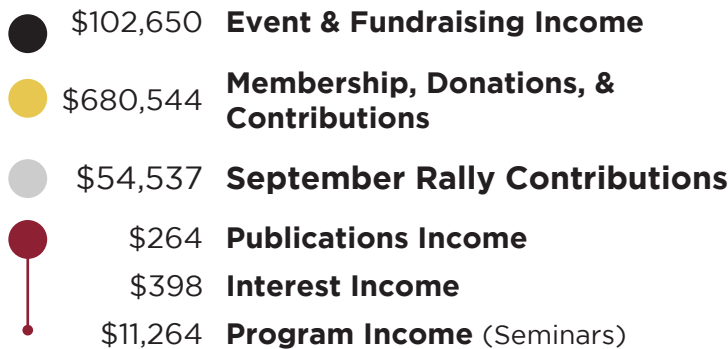 $102,650 Event & Fundraising Income
$680,544 Membership, Donations, &
Contributions
$54,537 September Rally Contributions
$264 Publications Income
$398 Interest Income
$11,264 Program Income (Seminars)